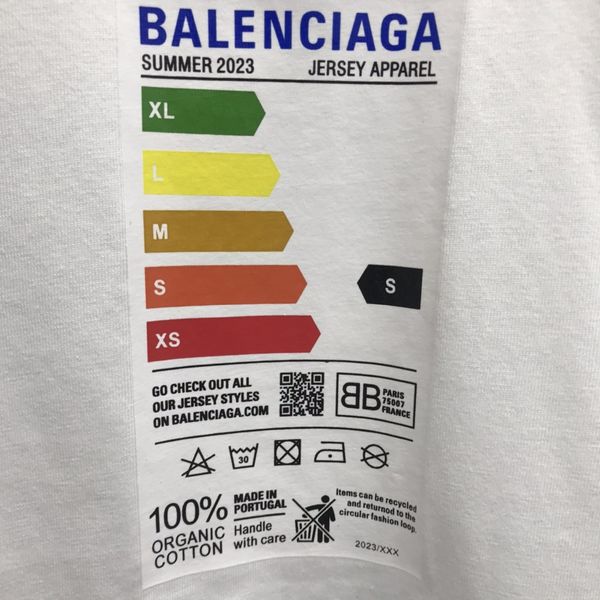 BALENCIAGA
SUMMER 2023 JERSEY APPAREL
XL
L
M
S S
XS
GO CHECK OUT ALL
OUR JERSEY STYLES
ON BALENCIAGA.COM
BB PARIS
75007
FRANCE
30
100%
ORGANIC
COTTON
MADE IN
PORTUGAL
Handle
with care
Items can be recycled
and returned to the
circular fashion loop.
2023/XXX